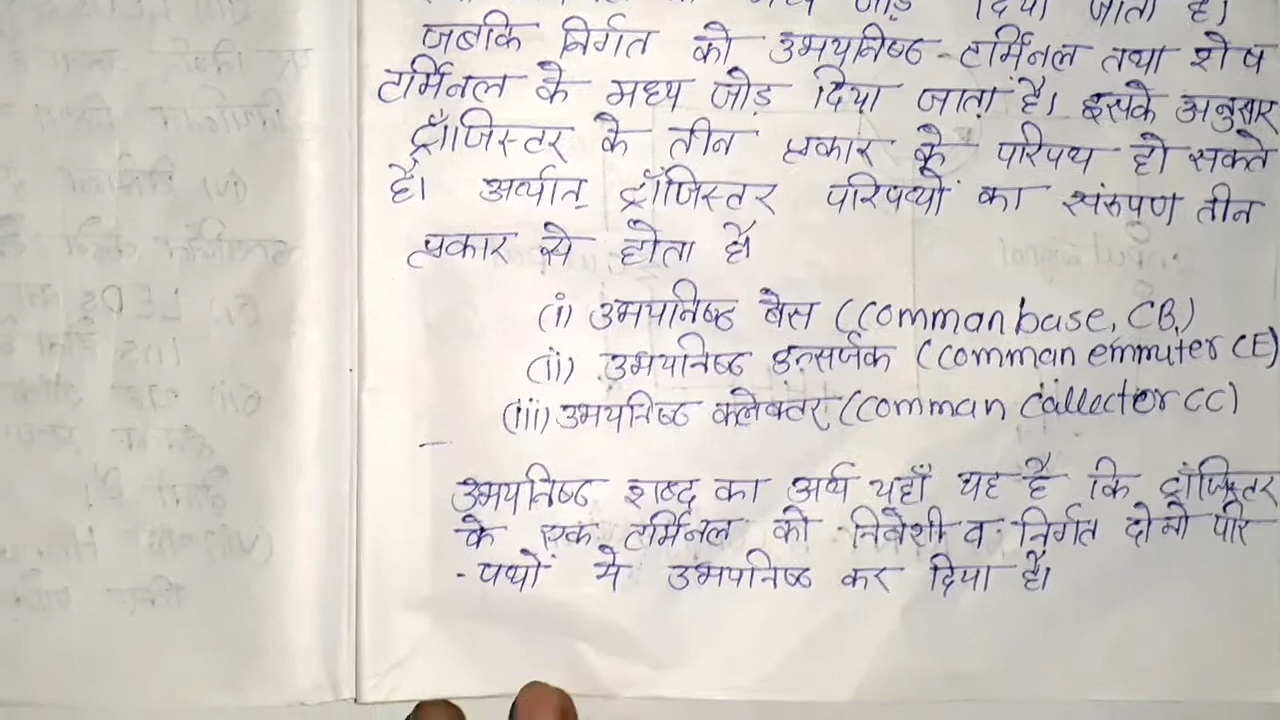 जोड़ दिया जाता है।
जबकि निर्गत को उभयनिष्ठ - टर्मिनल तथा शेष
टर्मिनल के मध्य जोड़ दिया जाता है। इसके अनुसार
ट्राँजिस्टर के तीन प्रकार के परिपथ हो सकते
है। अर्थात् ट्राँजिस्टर परिपथों का संरुपण तीन
प्रकार से होता है
(i) उभयनिष्ठ बेस (Comman base, CB)
(ii) उभयनिष्ठ उत्सर्जक (Comman emmiter CE)
(iii) उभयनिष्ठ कलेक्टर (Comman Callector CC)
उभयनिष्ठ शब्द का अर्थ यहाँ यह है कि ट्रांजिस्टर
के एक टर्मिनल को निवेशी व निर्गत दोनो परि
- पथों मे उभयनिष्ठ कर दिया है।